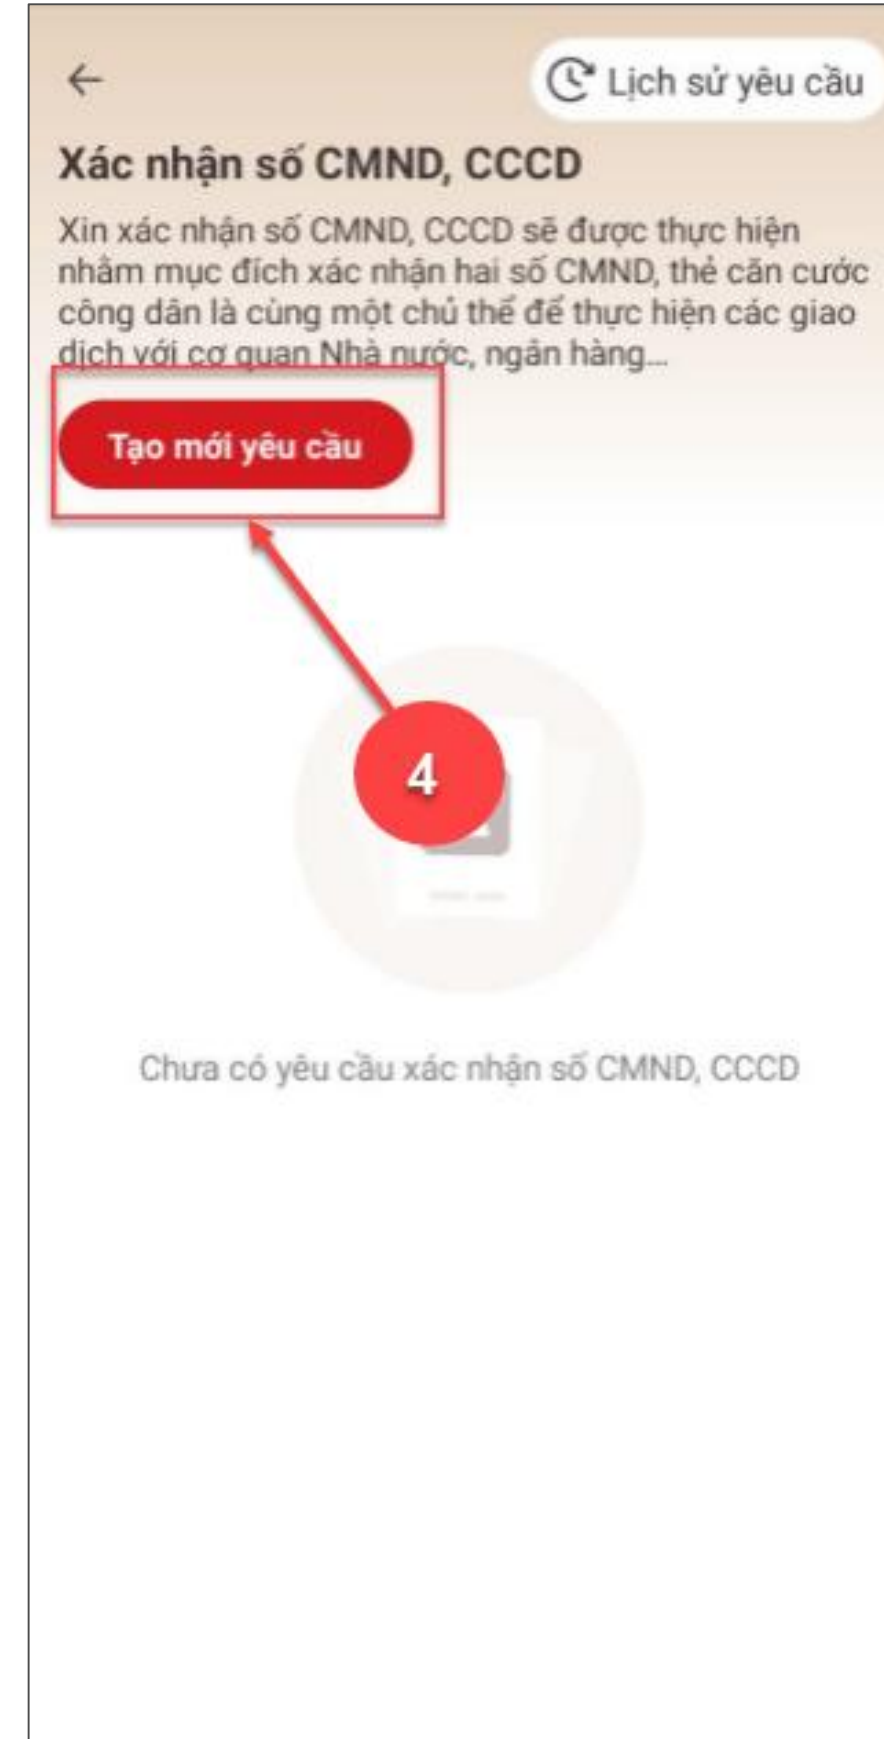 Lịch sử yêu cầu
Xác nhận số CMND, CCCD
Xin xác nhận số CMND, CCCD sẽ được thực hiện
nhằm mục đích xác nhận hai số CMND, thẻ căn cước
công dân là cùng một chủ thể để thực hiện các giao
dịch với cơ quan Nhà nước, ngân hàng...
Tạo mới yêu cầu
4
Chưa có yêu cầu xác nhận số CMND, CCCD